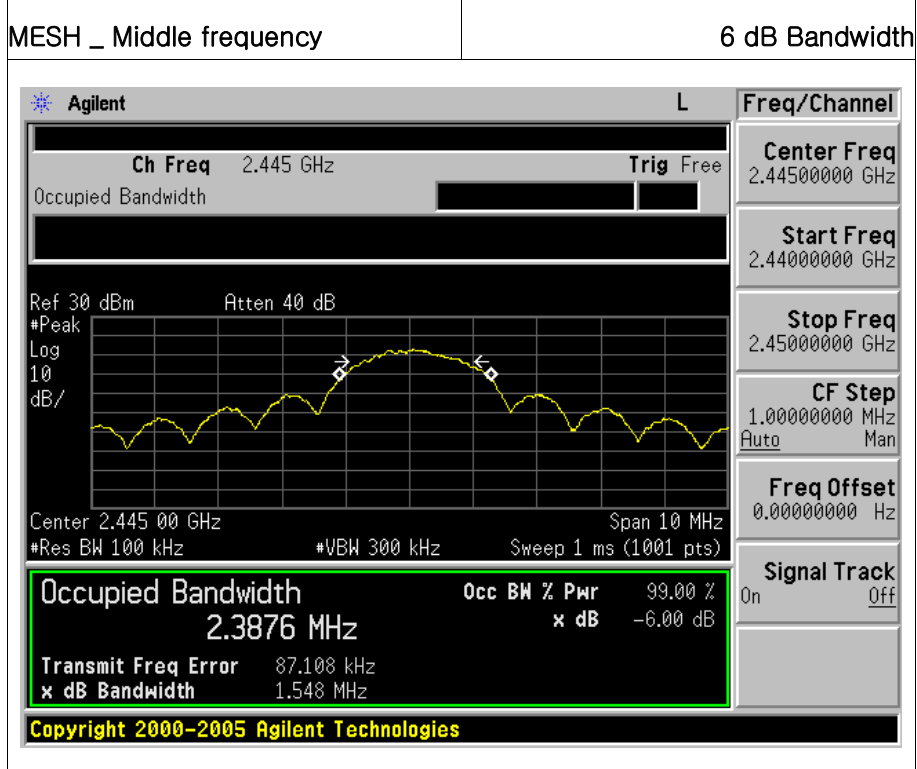 MESH _ Middle frequency 6 dB Bandwidth
Agilent L Freq/Channel
Ch Freq 2.445 GHz Trig Free
Occupied Bandwidth
Center Freq
2.44500000 GHz
Start Freq
2.44000000 GHz
Stop Freq
2.45000000 GHz
CF Step
1.00000000 MHz
Auto Man
Freq Offset
0.00000000 Hz
Signal Track
On Off
Ref 30 dBm Atten 40 dB
#Peak
Log
10
dB/
Center 2.445 00 GHz Span 10 MHz
#Res BW 100 kHz #VBW 300 kHz Sweep 1 ms (1001 pts)
Occupied Bandwidth Occ BW % Pwr 99.00 %
2.3876 MHz x dB -6.00 dB
Transmit Freq Error 87.108 kHz
x dB Bandwidth 1.548 MHz
Copyright 2000-2005 Agilent Technologies